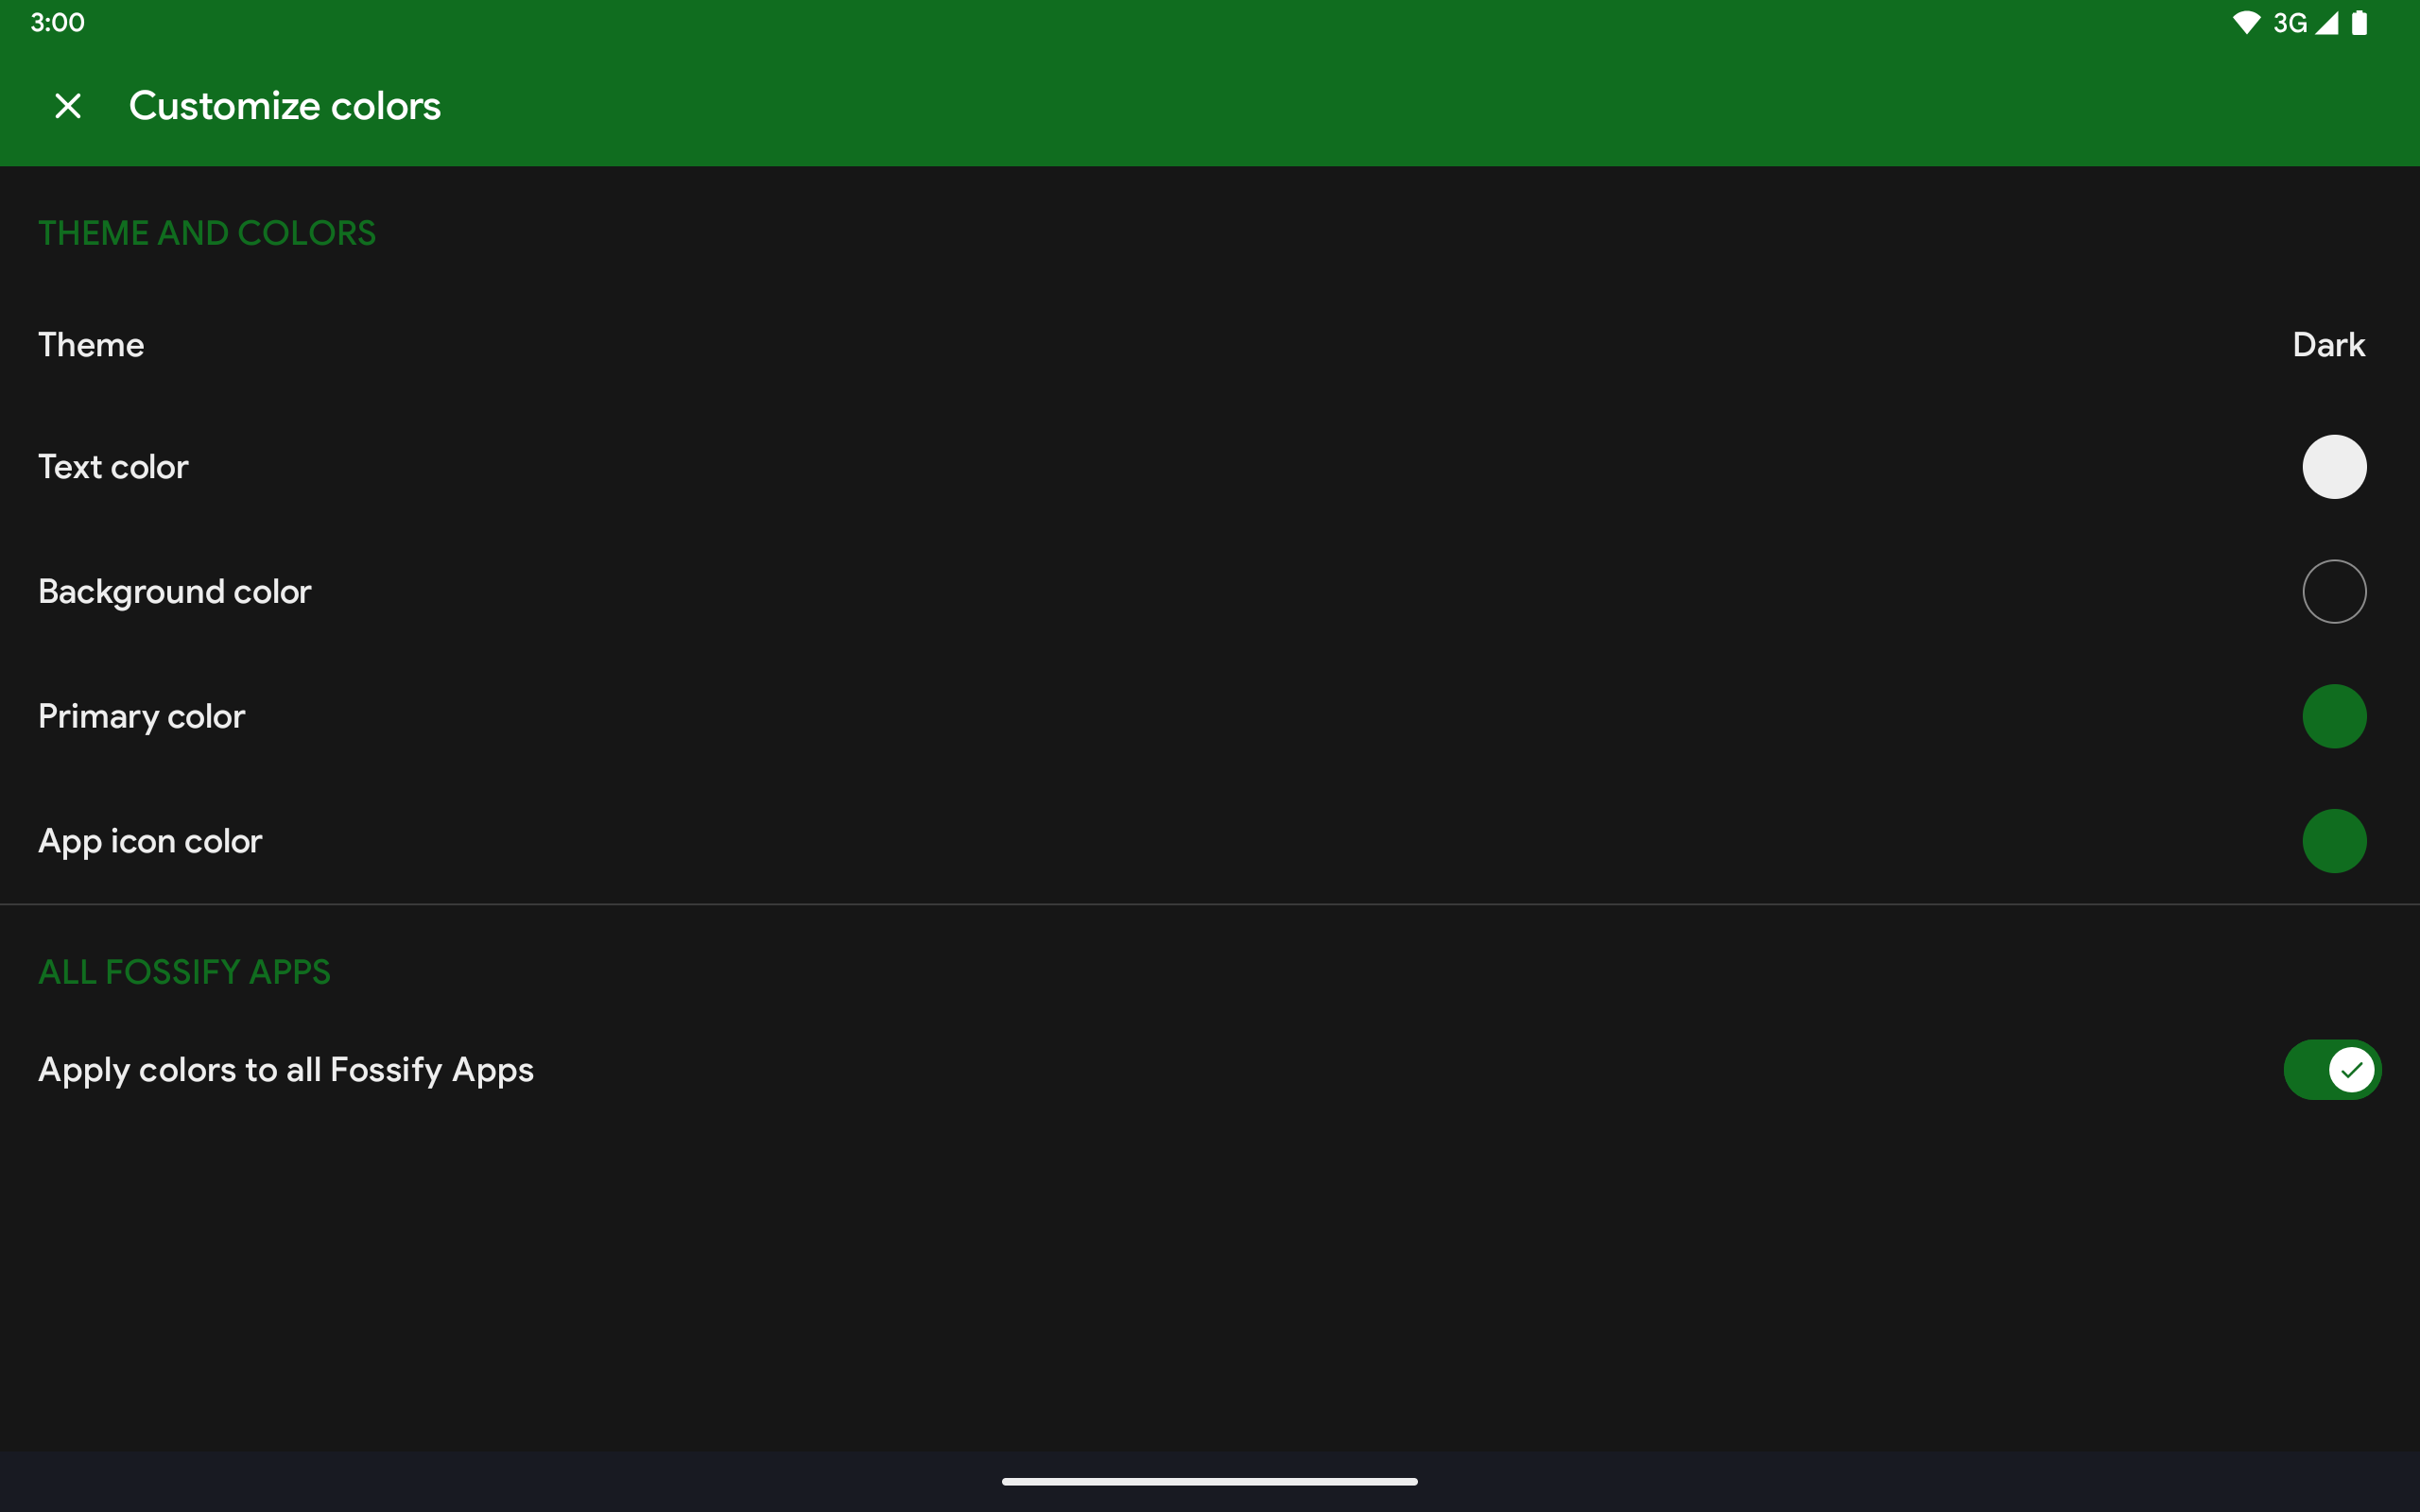 3:00
3G
Customize colors
THEME AND COLORS
Theme
Dark
Text color
Background color
Primary color
App icon color
ALL FOSSIFY APPS
Apply colors to all Fossify Apps